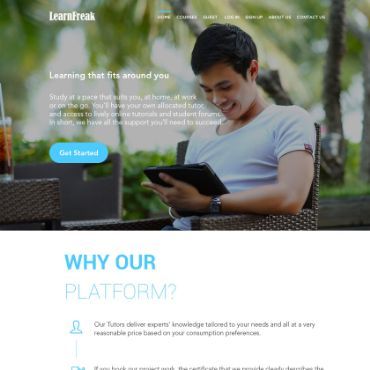 LearnFreak
HOME COURSES GUEST LOG IN SIGN UP ABOUT US CONTACT US
Learning that fits around you
Study at a pace that suits you, at home, at work
or on the go. You'll have your own allocated tutor,
and access to lively online tutorials and student forums.
In short, we have all the support you'll need to succeed.
Get Started
WHY OUR
PLATFORM?
Our Tutors deliver experts' knowledge tailored to your needs and all at a very
reasonable price based on your consumption preferences.
If you book our project work, the certificate that we provide clearly describes the